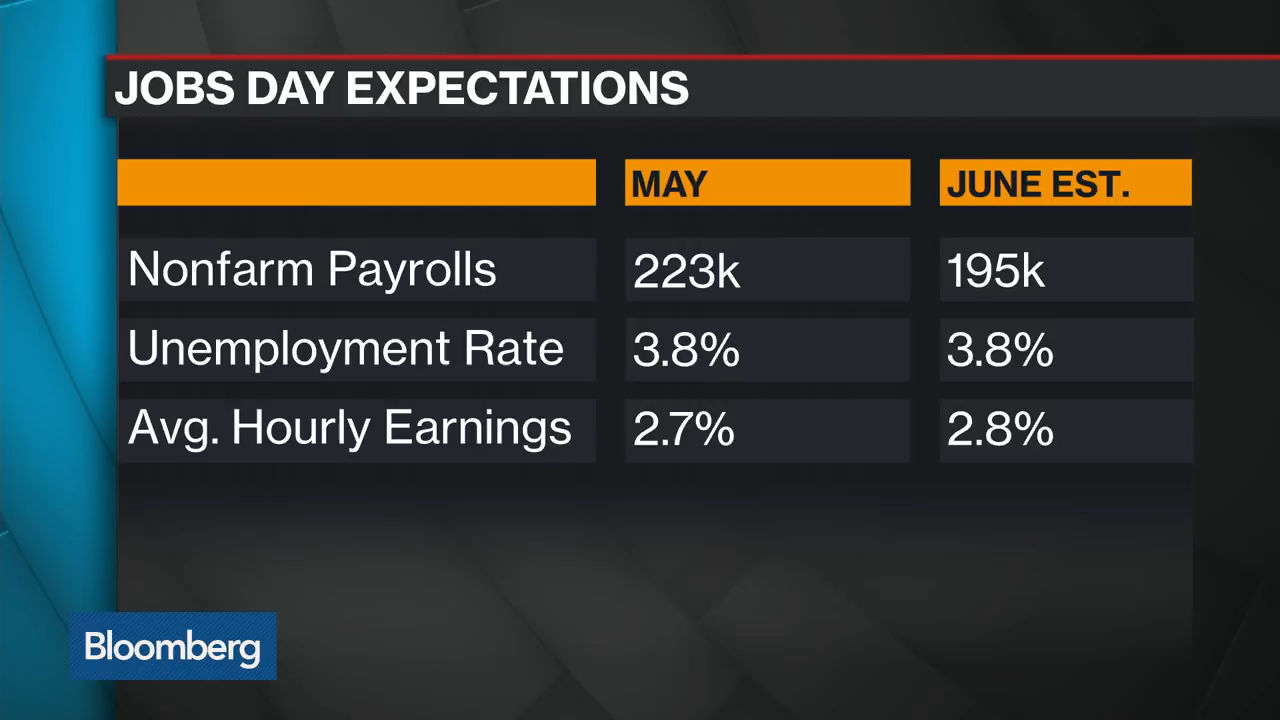 JOBS DAY EXPECTATIONS
MAY JUNE EST.
Nonfarm Payrolls 223k 195k
Unemployment Rate 3.8% 3.8%
Avg. Hourly Earnings 2.7% 2.8%
Bloomberg